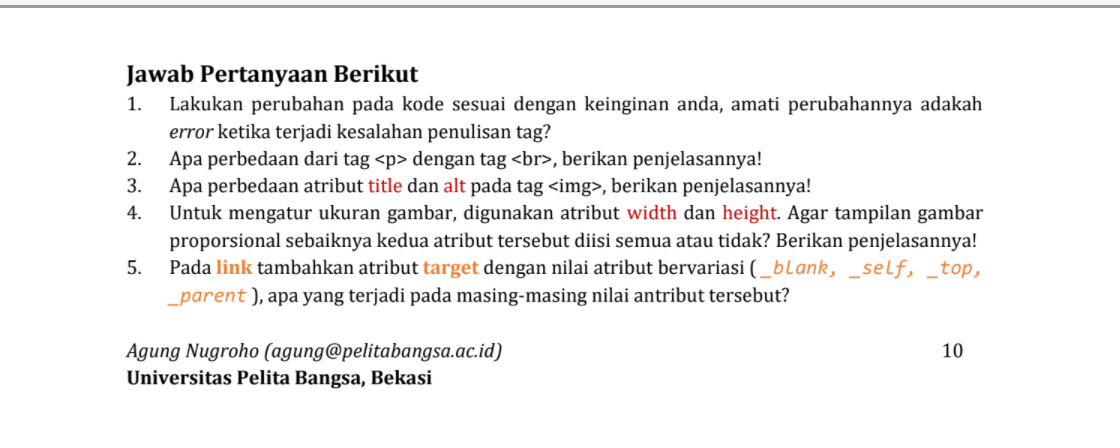 Jawab Pertanyaan Berikut
1. Lakukan perubahan pada kode sesuai dengan keinginan anda, amati perubahannya adakah
error ketika terjadi kesalahan penulisan tag?
2. Apa perbedaan dari tag <p> dengan tag <br>, berikan penjelasannya!
3. Apa perbedaan atribut title dan alt pada tag <img>, berikan penjelasannya!
4. Untuk mengatur ukuran gambar, digunakan atribut width dan height. Agar tampilan gambar
proporsional sebaiknya kedua atribut tersebut diisi semua atau tidak? Berikan penjelasannya!
5. Pada link tambahkan atribut target dengan nilai atribut bervariasi ( _blank, _self, _top,
_parent ), apa yang terjadi pada masing-masing nilai antribut tersebut?
Agung Nugroho (agung@pelitabangsa.ac.id) 10
Universitas Pelita Bangsa, Bekasi